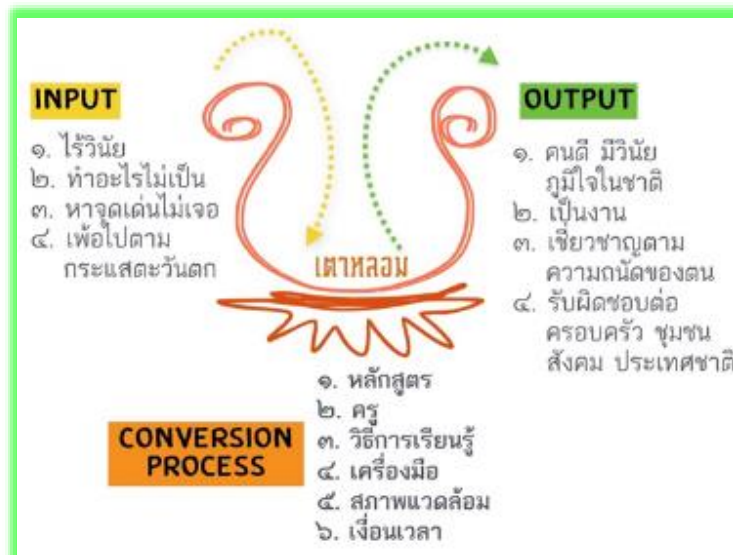 INPUT
๑. ไร้วินัย
๒. ทำอะไรไม่เป็น
๓. หาจุดเด่นไม่เจอ
๔. เพ้อไปตาม
กระแสตะวันตก
เตาหลอม
OUTPUT
๑. คนดี มีวินัย
ภูมิใจในชาติ
๒. เป็นงาน
๓. เชี่ยวชาญตาม
ความถนัดของตน
๔. รับผิดชอบต่อ
ครอบครัว ชุมชน
สังคม ประเทศชาติ
CONVERSION
PROCESS
๑. หลักสูตร
๒. ครู
๓. วิธีการเรียนรู้
๔. เครื่องมือ
๕. สภาพแวดล้อม
๖. เงื่อนเวลา